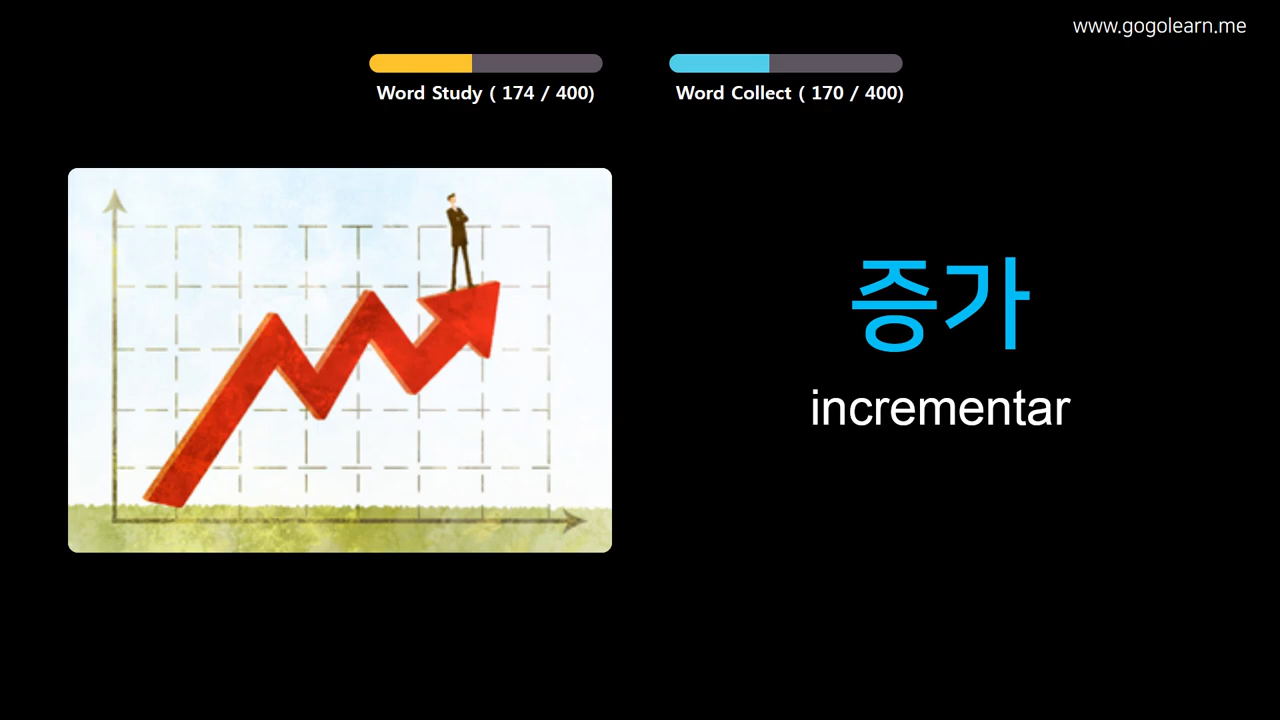 www.gogolearn.me
Word Study ( 174 / 400)
Word Collect ( 170 / 400)
증가
incrementar